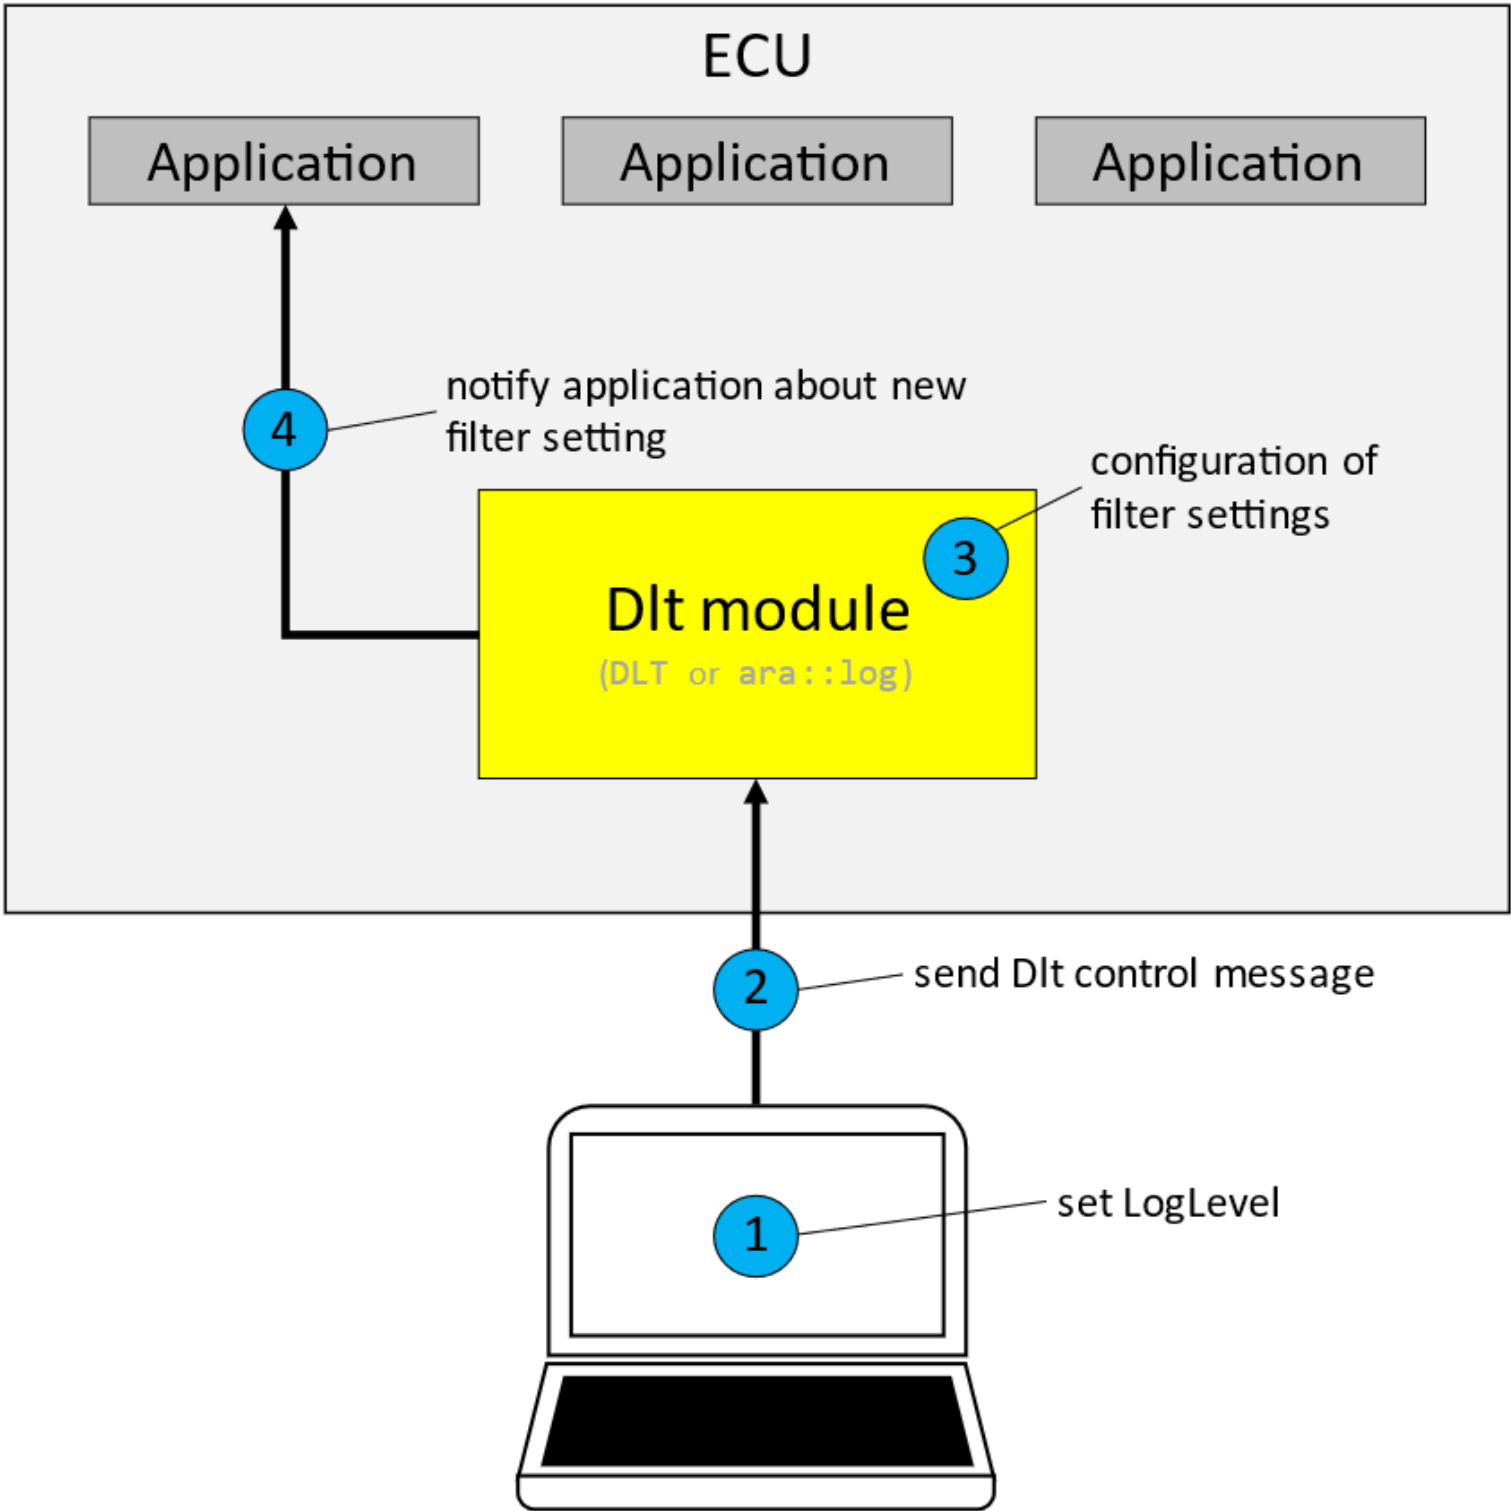 ECU
Application
Application
Application
4
notify application about new
filter setting
configuration of
filter settings
3
Dlt module
(DLT or ara::log)
2
send Dlt control message
1
set LogLevel